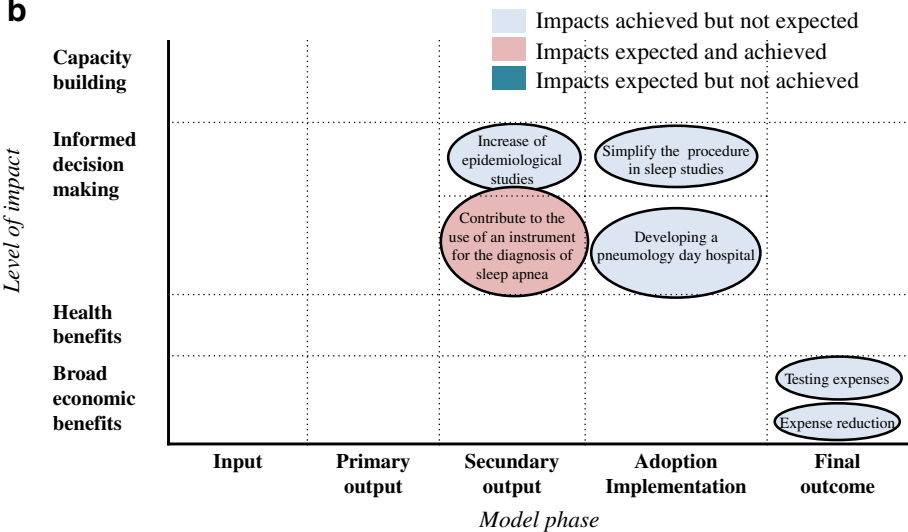 b
Impacts achieved but not expected
Impacts expected and achieved
Impacts expected but not achieved
Level of impact
Capacity
building
Informed
decision
making
Health
benefits
Broad
economic
benefits
Increase of
epidemiological
studies
Simplify the procedure
in sleep studies
Contribute to the
use of an instrument
for the diagnosis of
sleep apnea
Developing a
pneumology day hospital
Testing expenses
Expense reduction
Input
Primary
output
Secundary
output
Adoption
Implementation
Final
outcome
Model phase